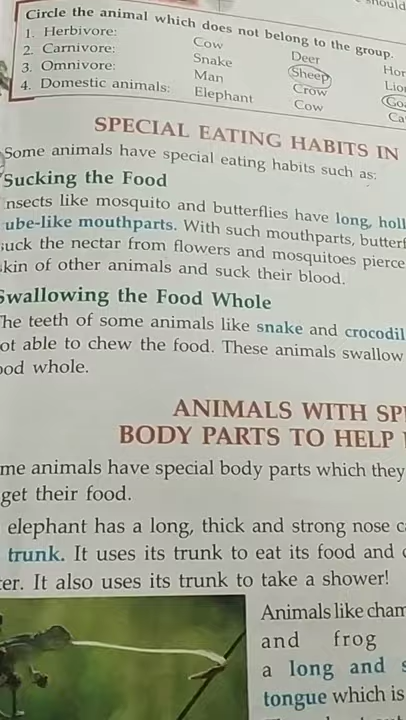 should
Circle the animal which does not belong to the group.
1. Herbivore: Cow Deer
2. Carnivore: Snake Sheep
3. Omnivore: Man Crow
4. Domestic animals: Elephant Cow
SPECIAL EATING HABITS IN
Some animals have special eating habits such as:
Sucking the Food
nsects like mosquito and butterflies have long, holl
ube-like mouthparts. With such mouthparts, butterf
suck the nectar from flowers and mosquitoes pierce
kin of other animals and suck their blood.
Swallowing the Food Whole
The teeth of some animals like snake and crocodil
ot able to chew the food. These animals swallow
ood whole.
ANIMALS WITH SP
BODY PARTS TO HELP
me animals have special body parts which they
get their food.
elephant has a long, thick and strong nose c
trunk. It uses its trunk to eat its food and
ter. It also uses its trunk to take a shower!
Animals like cham
and frog
a long and s
tongue which is